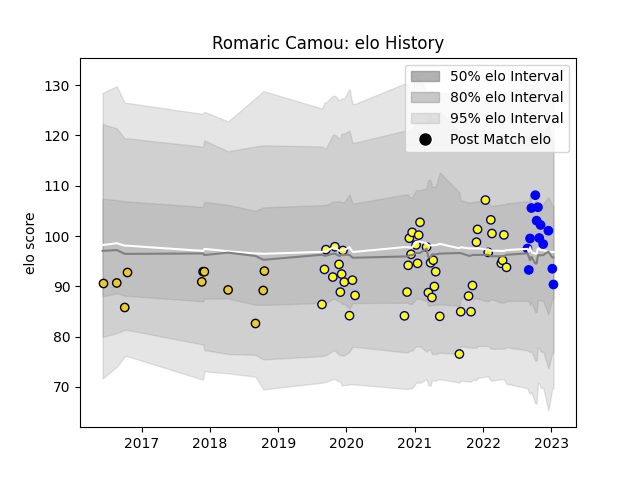 Romaric Camou: elo History
50% elo Interval
80% elo Interval
95% elo Interval
Post Match elo
elo score
130
120
110
100
90
80
70
2017 2018 2019 2020 2021 2022 2023